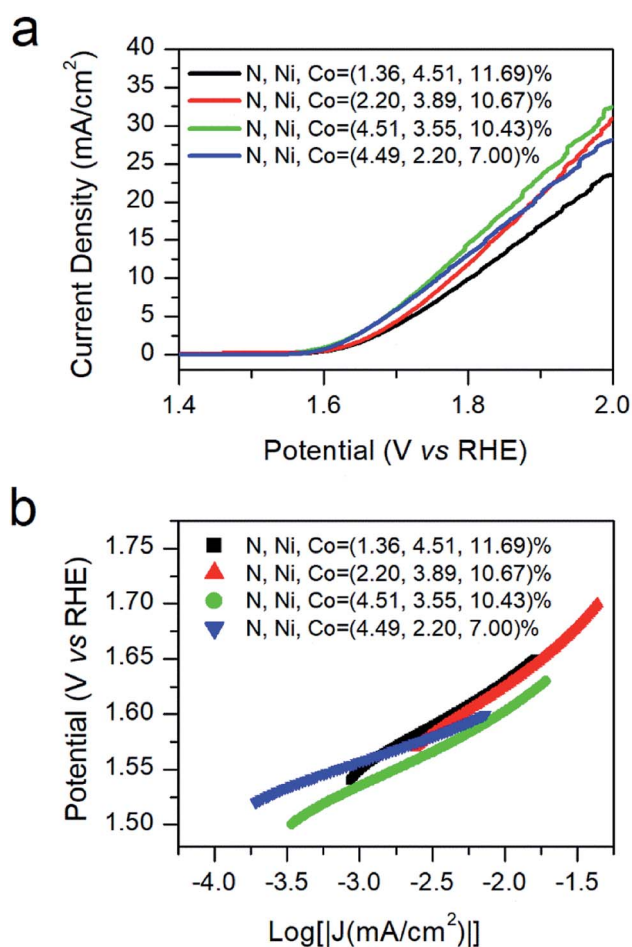 a
40
35
30
25
20
15
10
5
0
Current Density (mA/cm²)
N, Ni, Co=(1.36, 4.51, 11.69)%
N, Ni, Co=(2.20, 3.89, 10.67)%
N, Ni, Co=(4.51, 3.55, 10.43)%
N, Ni, Co=(4.49, 2.20, 7.00)%
1.4 1.6 1.8 2.0
Potential (V vs RHE)
b
1.75
1.70
1.65
1.60
1.55
1.50
Potential (V vs RHE)
N, Ni, Co=(1.36, 4.51, 11.69)%
N, Ni, Co=(2.20, 3.89, 10.67)%
N, Ni, Co=(4.51, 3.55, 10.43)%
N, Ni, Co=(4.49, 2.20, 7.00)%
-4.0 -3.5 -3.0 -2.5 -2.0 -1.5
Log[|J(mA/cm²)|]